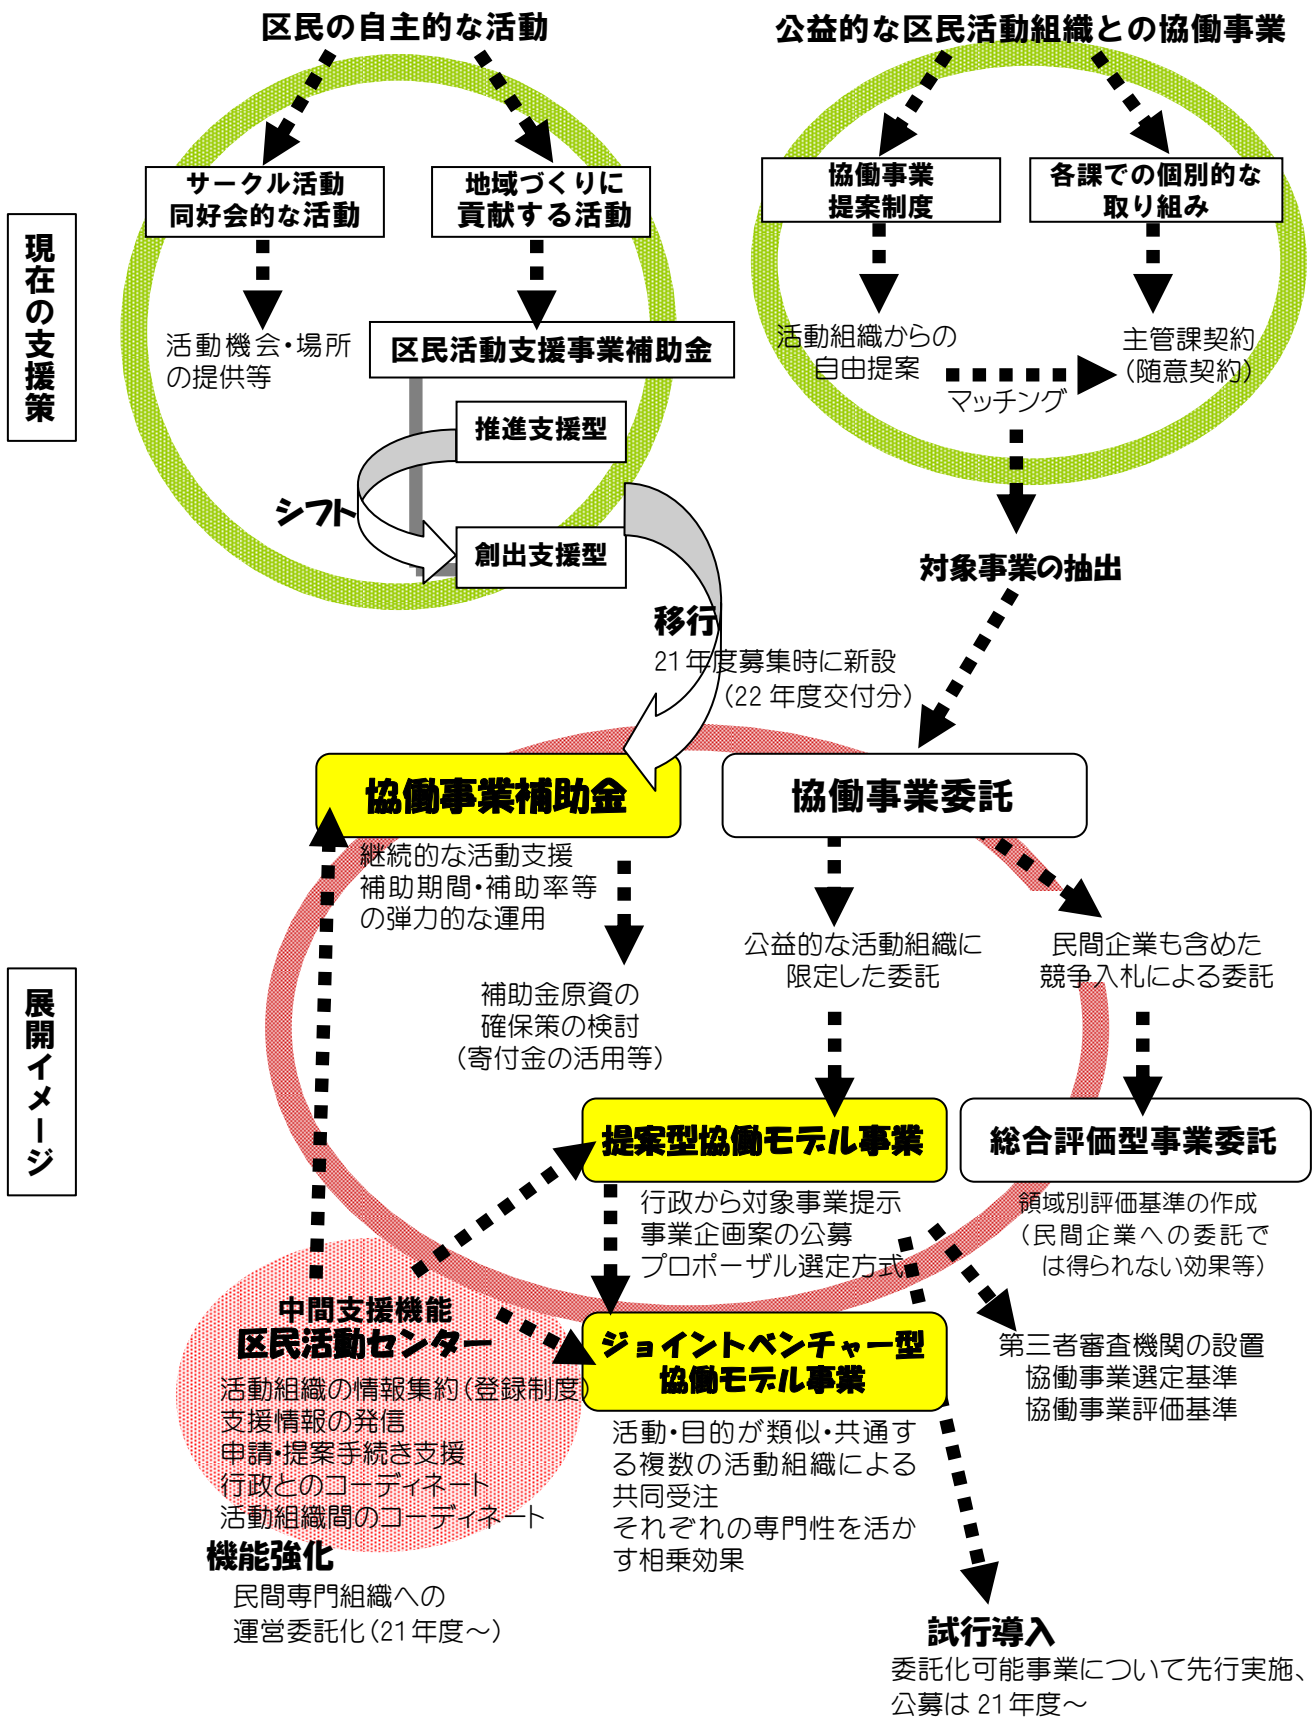 区民の自主的な活動
公益的な区民活動組織との協働事業
現在の支援策
サークル活動
同好会的な活動
地域づくりに
貢献する活動
協働事業
提案制度
各課での個別的な
取り組み
活動機会・場所
の提供等
区民活動支援事業補助金
推進支援型
シフト
創出支援型
活動組織からの
自由提案
マッチング
主管課契約
(随意契約)
対象事業の抽出
移行
21年度募集時に新設
(22年度交付分)
展開イメージ
協働事業補助金
協働事業委託
継続的な活動支援
補助期間・補助率等
の弾力的な運用
補助金原資の
確保策の検討
(寄付金の活用等)
公益的な活動組織に
限定した委託
民間企業も含めた
競争入札による委託
提案型協働モデル事業
総合評価型事業委託
行政から対象事業提示
事業企画案の公募
プロポーザル選定方式
領域別評価基準の作成
(民間企業への委託で
は得られない効果等)
中間支援機能
区民活動センター
活動組織の情報集約(登録制度)
支援情報の発信
申請・提案手続き支援
行政とのコーディネート
活動組織間のコーディネート
機能強化
民間専門組織への
運営委託化(21年度～)
ジョイントベンチャー型
協働モデル事業
活動・目的が類似・共通す
る複数の活動組織による
共同受注
それぞれの専門性を活か
す相乗効果
第三者審査機関の設置
協働事業選定基準
協働事業評価基準
試行導入
委託化可能事業について先行実施、
公募は21年度～